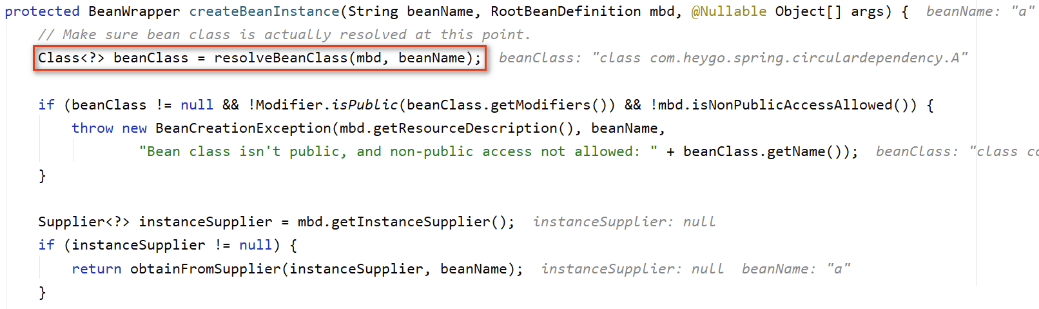 protected BeanWrapper createBeanInstance(String beanName, RootBeanDefinition mbd, @Nullable Object[] args) {  beanName: "a"
// Make sure bean class is actually resolved at this point.
Class<?> beanClass = resolveBeanClass(mbd, beanName);  beanClass: "class com.heygo.spring.circulardependency.A"
if (beanClass != null && !Modifier.isPublic(beanClass.getModifiers()) && !mbd.isNonPublicAccessAllowed()) {
throw new BeanCreationException(mbd.getResourceDescription(), beanName,
"Bean class isn't public, and non-public access not allowed: " + beanClass.getName());  beanClass: "class co
}
Supplier<?> instanceSupplier = mbd.getInstanceSupplier();  instanceSupplier: null
if (instanceSupplier != null) {
return obtainFromSupplier(instanceSupplier, beanName);  instanceSupplier: null  beanName: "a"
}